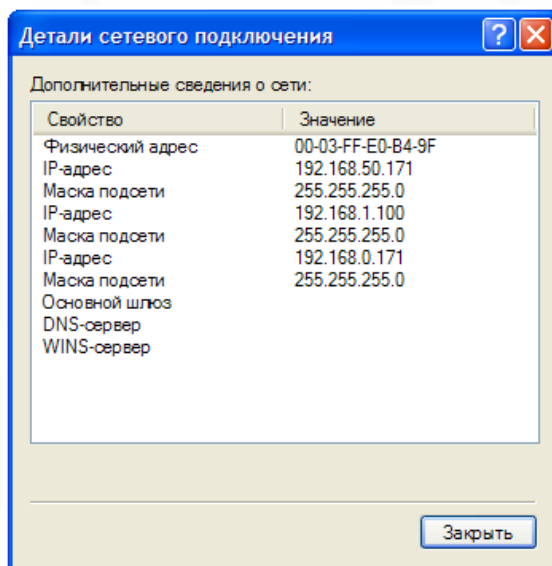 Детали сетевого подключения
Дополнительные сведения о сети:
Свойство Значение
Физический адрес 00-03-FF-E0-B4-9F
IP-адрес 192.168.50.171
Маска подсети 255.255.255.0
IP-адрес 192.168.1.100
Маска подсети 255.255.255.0
IP-адрес 192.168.0.171
Маска подсети 255.255.255.0
Основной шлюз
DNS-сервер
WINS-сервер
Закрыть